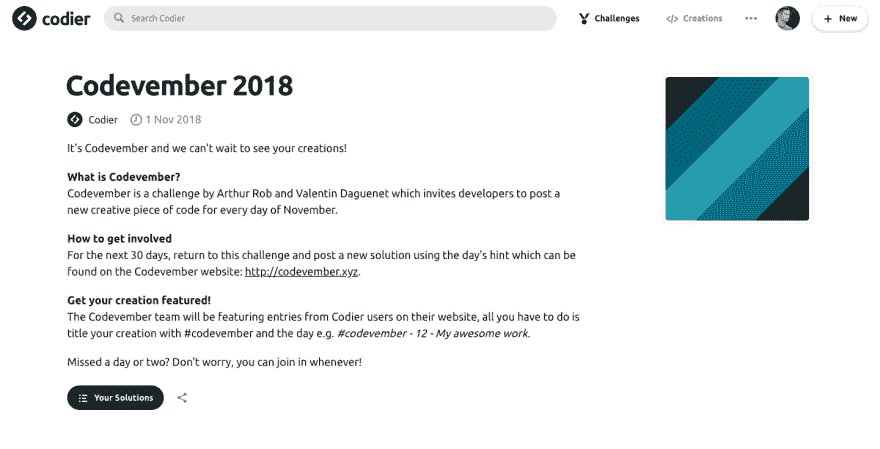 codier
Search Codier
Challenges
Creations
New
Codevember 2018
Codier
1 Nov 2018
It's Codevember and we can't wait to see your creations!
What is Codevember?
Codevember is a challenge by Arthur Rob and Valentin Daguenet which invites developers to post a
new creative piece of code for every day of November.
How to get involved
For the next 30 days, return to this challenge and post a new solution using the day's hint which can be
found on the Codevember website: http://codevember.xyz.
Get your creation featured!
The Codevember team will be featuring entries from Codier users on their website, all you have to do is
title your creation with #codevember and the day e.g. #codevember - 12 - My awesome work.
Missed a day or two? Don't worry, you can join in whenever!
Your Solutions